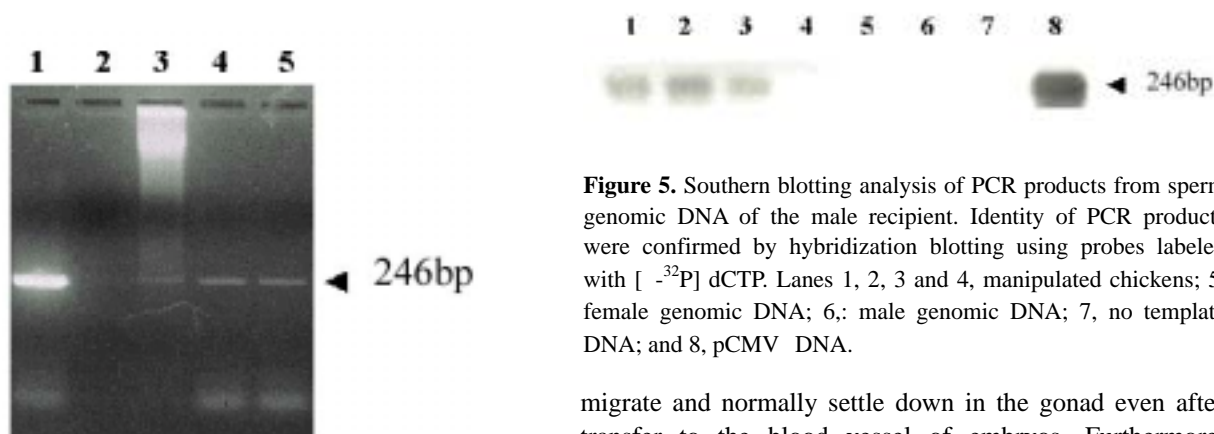 1 2 3 4 5
246bp
1 2 3 4 5 6 7 8
246bp
Figure 5. Southern blotting analysis of PCR products from sperm
genomic DNA of the male recipient. Identity of PCR product
were confirmed by hybridization blotting using probes labele
with [ -³²P] dCTP. Lanes 1, 2, 3 and 4, manipulated chickens; 5
female genomic DNA; 6,: male genomic DNA; 7, no templat
DNA; and 8, pCMV DNA.
migrate and normally settle down in the gonad even afte